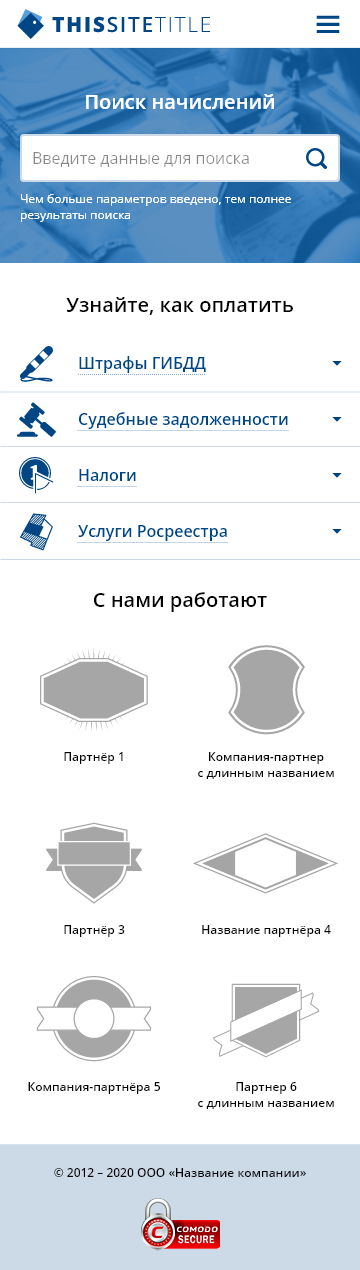 THISSITETITLE
Поиск начислений
Введите данные для поиска
Чем больше параметров введено, тем полнее
результаты поиска
Узнайте, как оплатить
Штрафы ГИБДД
Судебные задолженности
Налоги
Услуги Росреестра
С нами работают
Партнёр 1
Компания-партнер
с длинным названием
Партнёр 3
Название партнёра 4
Компания-партнёра 5
Партнер 6
с длинным названием
© 2012 – 2020 ООО «Название компании»
COMODO
SECURE